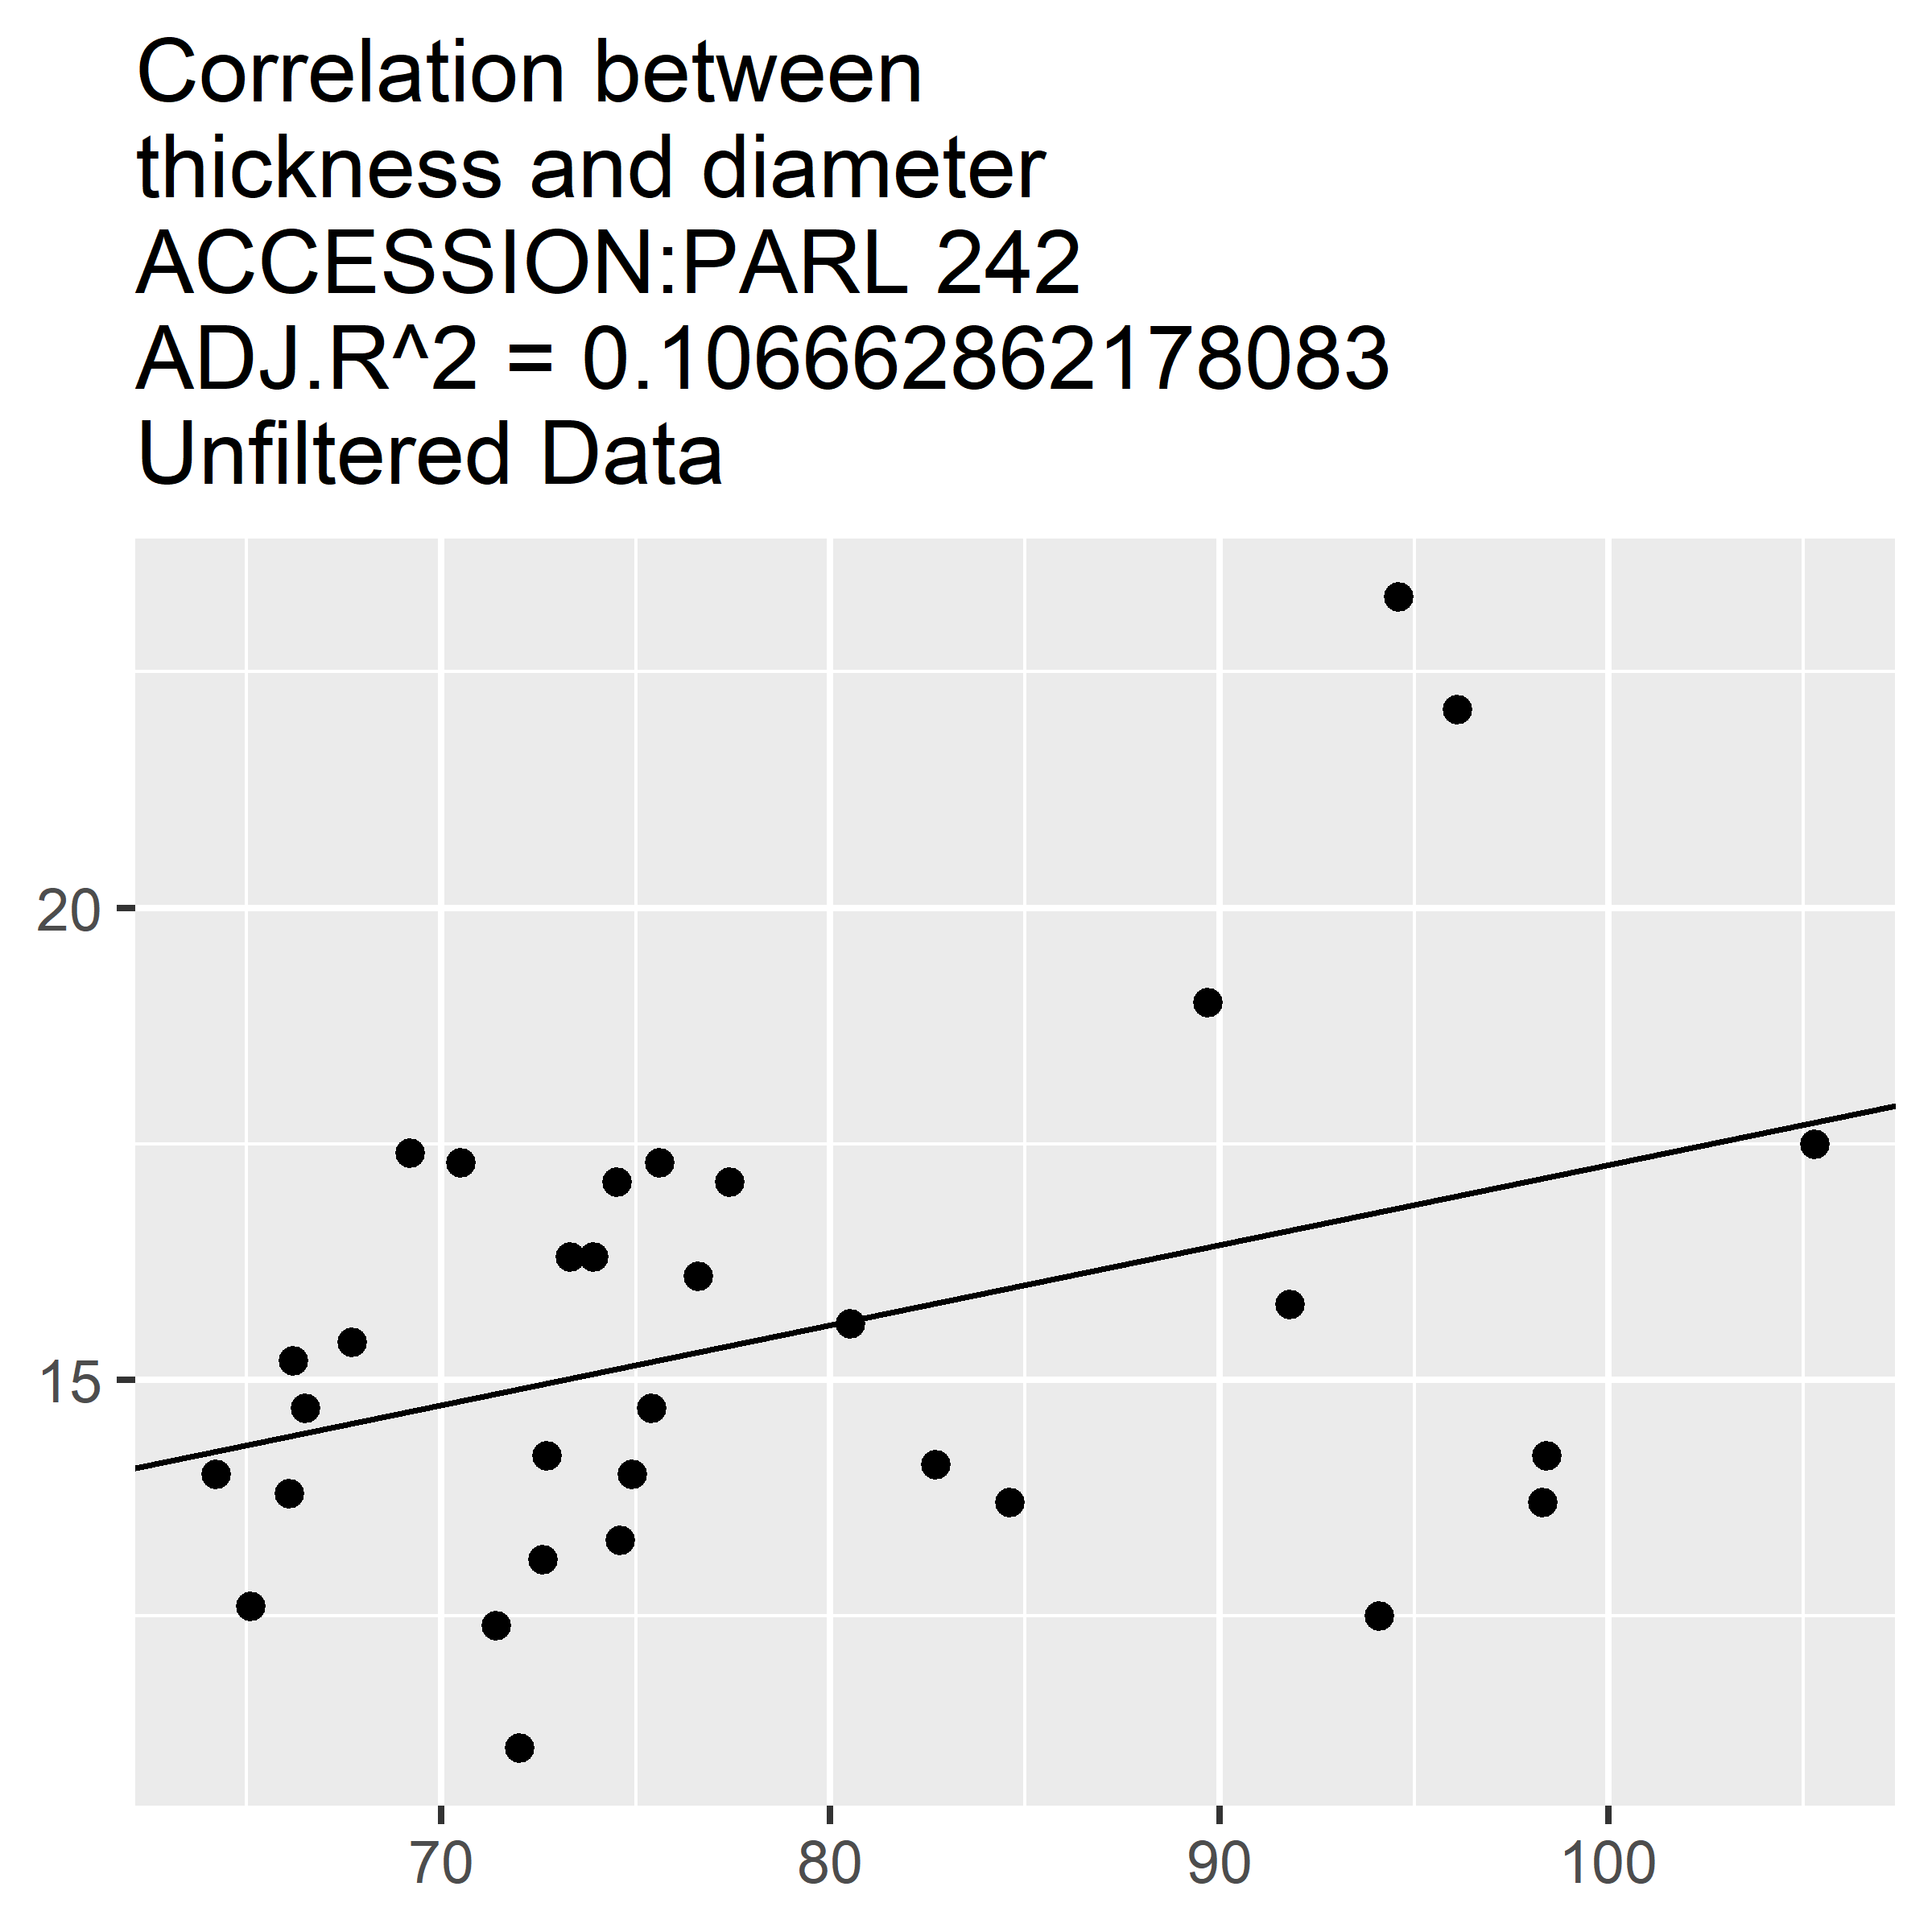 Correlation between
thickness and diameter
ACCESSION:PARL 242
ADJ.R^2 = 0.106662862178083
Unfiltered Data
20
15
70 80 90 100